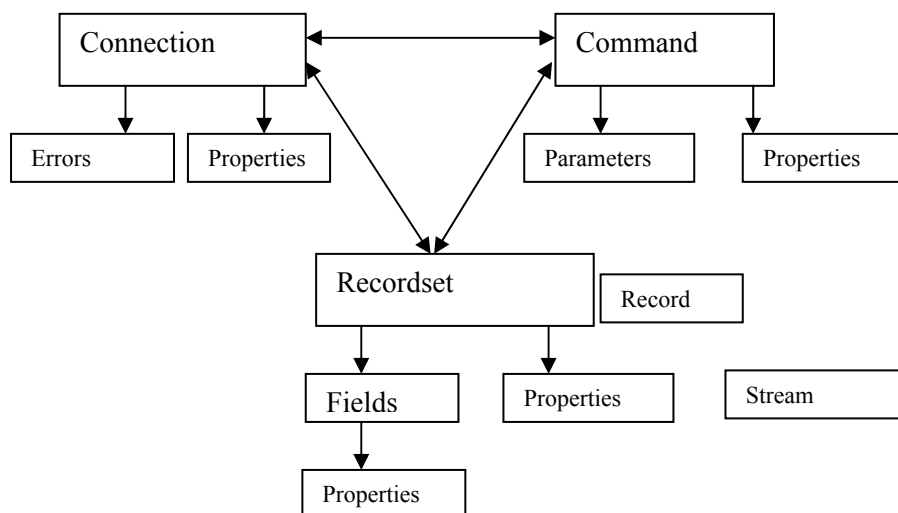 Connection
Command
Errors
Properties
Parameters
Properties
Recordset
Record
Fields
Properties
Stream
Properties